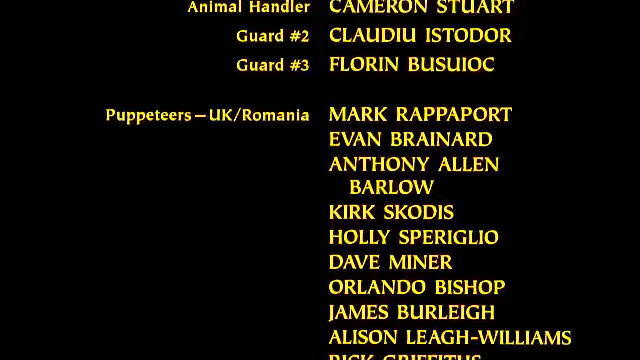 Animal Handler CAMERON STUART
Guard #2 CLAUDIU ISTODOR
Guard #3 FLORIN BUSUIOC
Puppeteers—UK/Romania MARK RAPPAPORT
EVAN BRAINARD
ANTHONY ALLEN
BARLOW
KIRK SKODIS
HOLLY SPERIGLIO
DAVE MINER
ORLANDO BISHOP
JAMES BURLEIGH
ALISON LEAGH-WILLIAMS